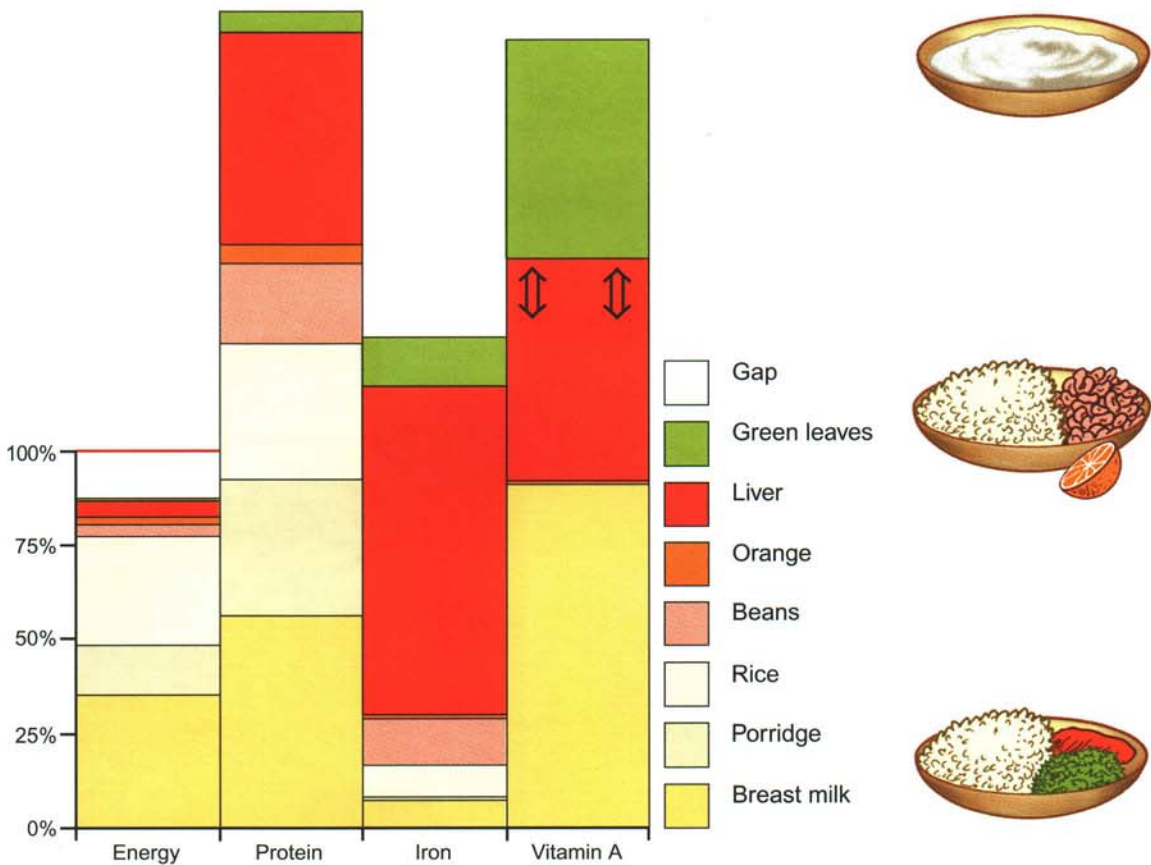 100%
75%
50%
25%
0%
Energy
Protein
Iron
Vitamin A
Gap
Green leaves
Liver
Orange
Beans
Rice
Porridge
Breast milk